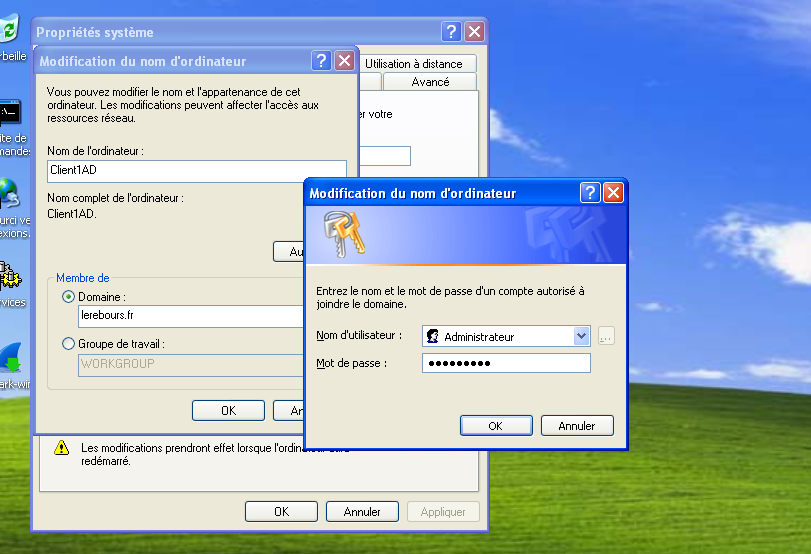 Propriétés système
Modification du nom d'ordinateur
Utilisation à distance
Avancé
Vous pouvez modifier le nom et l'appartenance de cet
ordinateur. Les modifications peuvent affecter l'accès aux
ressources réseau.
er votre
Nom de l'ordinateur :
Client1AD
Nom complet de l'ordinateur :
Client1AD.
Au
Membre de
Domaine :
lerebours.fr
Groupe de travail :
WORKGROUP
OK
An
Modification du nom d'ordinateur
Entrez le nom et le mot de passe d'un compte autorisé à
joindre le domaine.
Nom d'utilisateur :
Administrateur
...
Mot de passe :
●●●●●●●●●
OK
Annuler
Les modifications prendront effet lorsque l'ordin
redémarré.
OK
Annuler
Appliquer
rbeille
ite de
mandes
urci ve
exions.
vices
ark-win